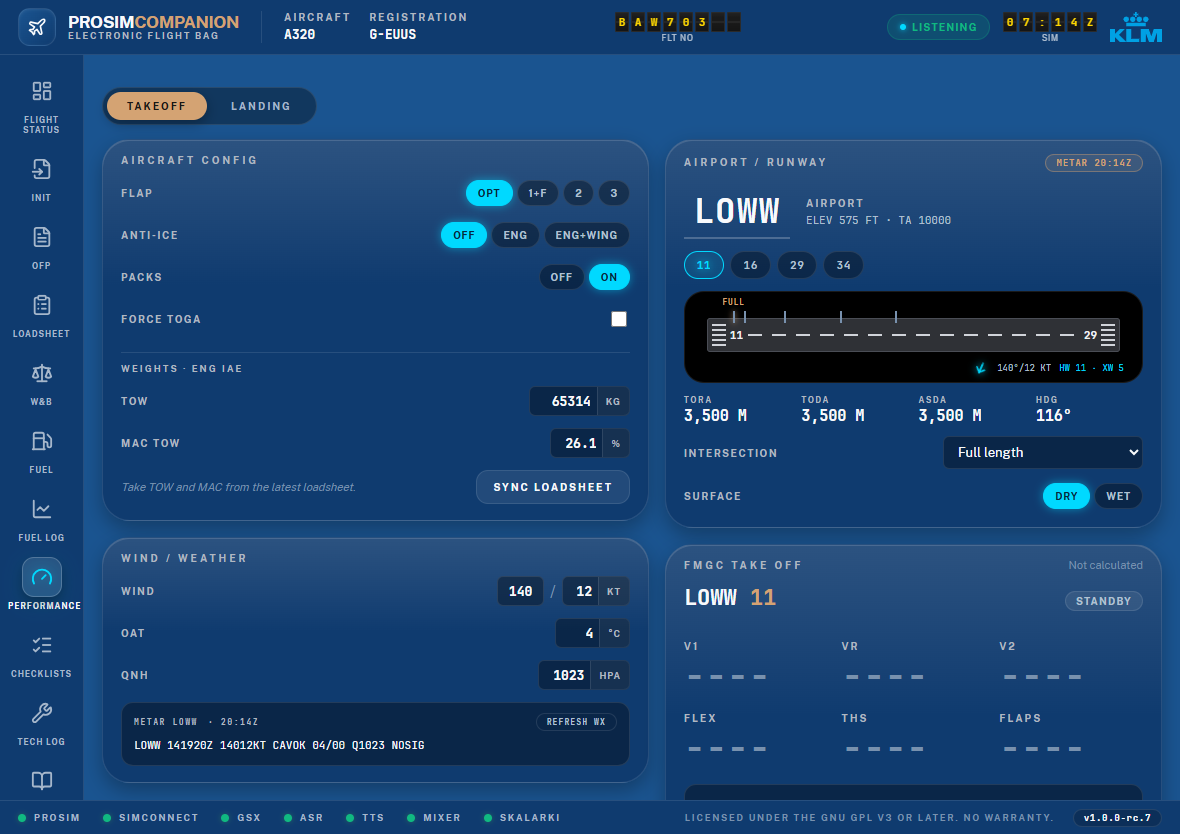 PROSIMCOMPANION
ELECTRONIC FLIGHT BAG
AIRCRAFT
A320
REGISTRATION
G-EUUS
BAW703
FLT NO
LISTENING
07:14Z
SIM
KLM
FLIGHT STATUS
INIT
OFP
LOADSHEET
W&B
FUEL
FUEL LOG
PERFORMANCE
CHECKLISTS
TECH LOG
TAKEOFF
LANDING
AIRCRAFT CONFIG
FLAP
OPT
1+F
2
3
ANTI-ICE
OFF
ENG
ENG+WING
PACKS
OFF
ON
FORCE TOGA
WEIGHTS · ENG IAE
TOW
65314
KG
MAC TOW
26.1
%
Take TOW and MAC from the latest loadsheet.
SYNC LOADSHEET
WIND / WEATHER
WIND
140
/
12
KT
OAT
4
°C
QNH
1023
HPA
METAR LOWW · 20:14Z
REFRESH WX
LOWW 141920Z 14012KT CAVOK 04/00 Q1023 NOSIG
AIRPORT / RUNWAY
METAR 20:14Z
LOWW
AIRPORT
ELEV 575 FT · TA 10000
11
16
29
34
FULL
11
29
140°/12 KT HW 11 · XW 5
TORA
3,500 M
TODA
3,500 M
ASDA
3,500 M
HDG
116°
INTERSECTION
Full length
SURFACE
DRY
WET
FMGC TAKE OFF
Not calculated
LOWW 11
STANDBY
V1
VR
V2
– – – –
– – – –
– – – –
FLEX
THS
FLAPS
– – – –
– – – –
– – – –
PROSIM
SIMCONNECT
GSX
ASR
TTS
MIXER
SKALARKI
LICENSED UNDER THE GNU GPL V3 OR LATER. NO WARRANTY.
v1.0.0-rc.7